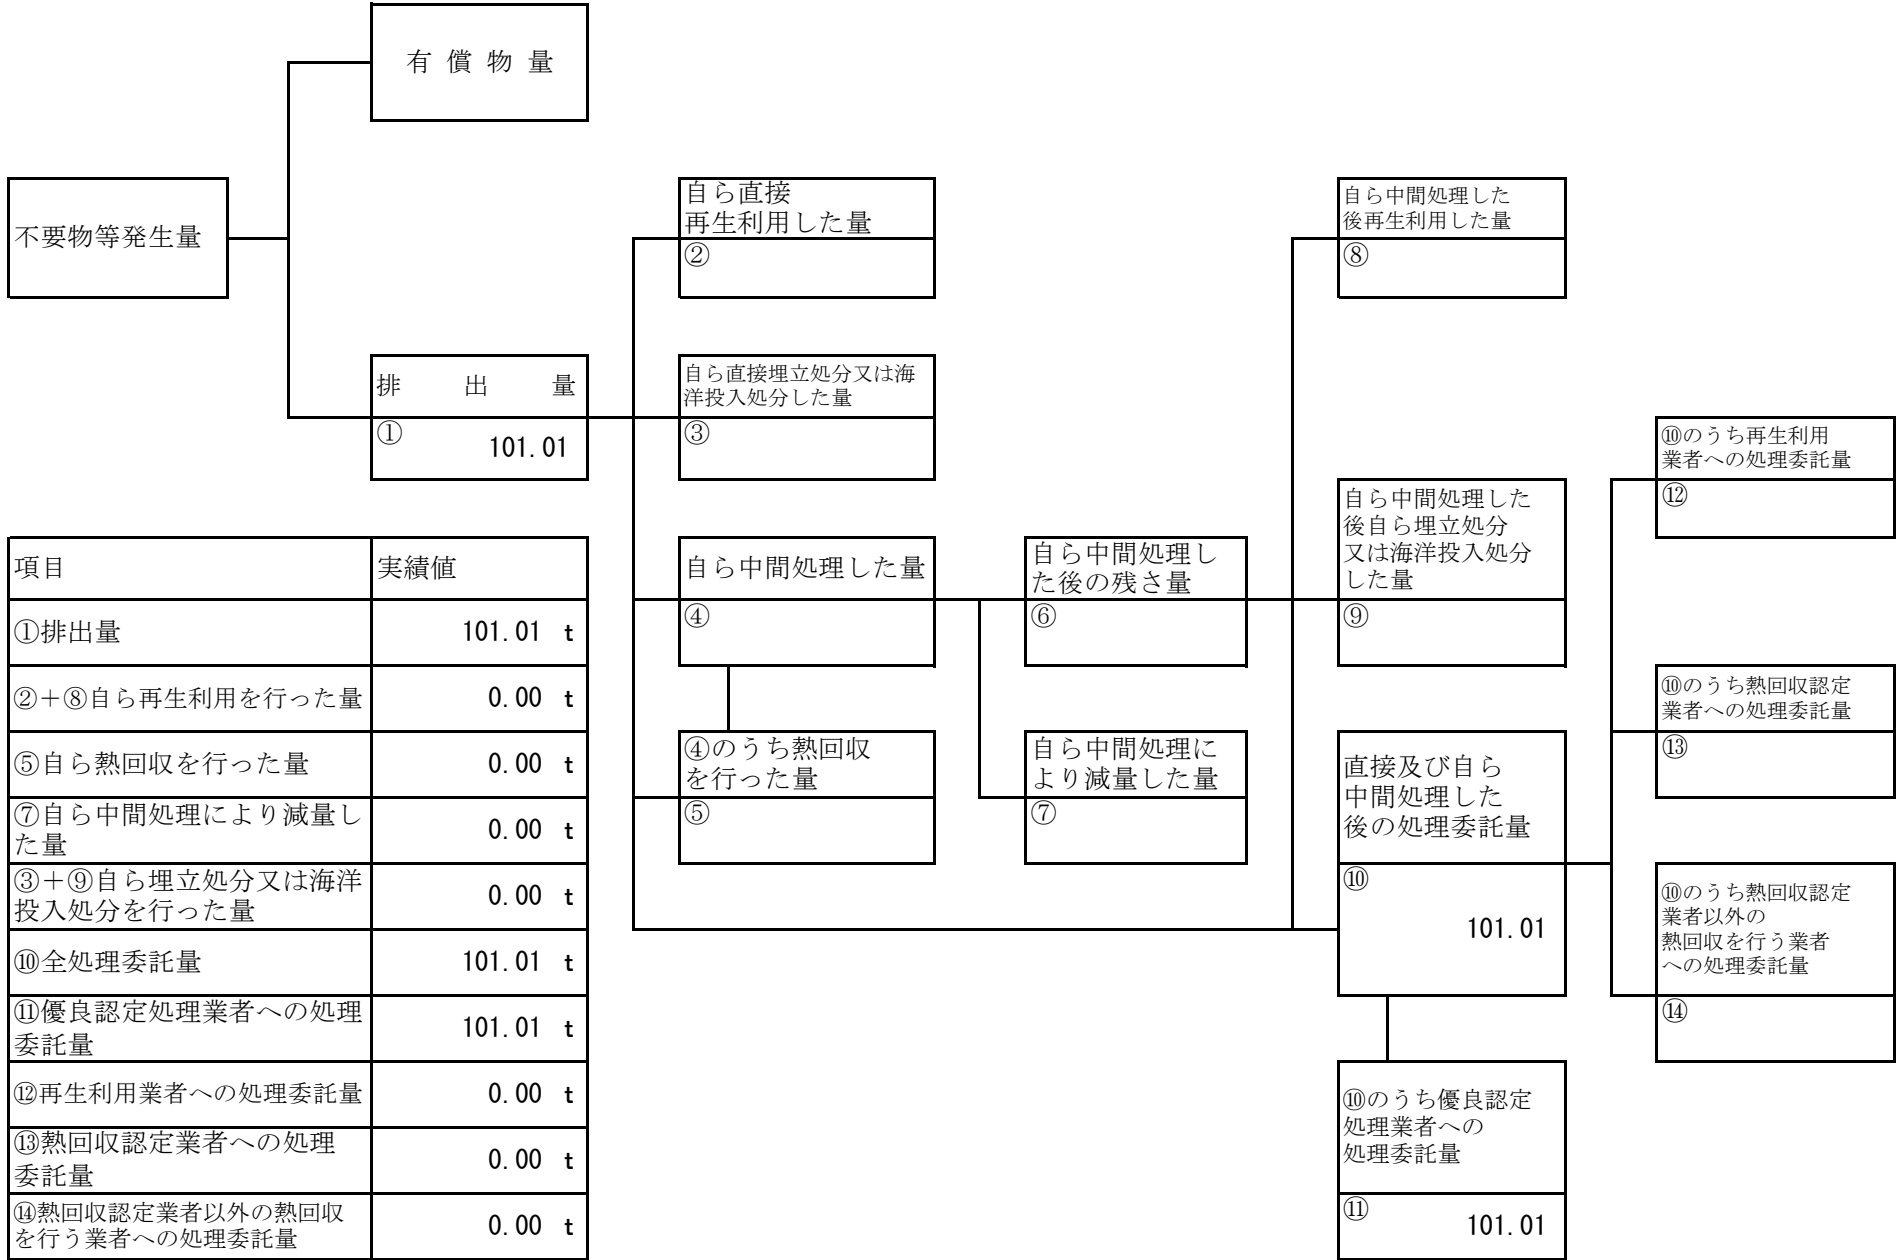 有償物量
不要物等発生量
自ら直接
再生利用した量
②
自ら中間処理した
後再生利用した量
⑧
排出量
① 101.01
自ら直接埋立処分又は海
洋投入処分した量
③
⑩のうち再生利用
業者への処理委託量
⑫
自ら中間処理した量
④
自ら中間処理し
た後の残さ量
⑥
自ら中間処理した
後自ら埋立処分
又は海洋投入処分
した量
⑨
⑩のうち熱回収認定
業者への処理委託量
⑬
④のうち熱回収
を行った量
⑤
自ら中間処理に
より減量した量
⑦
直接及び自ら
中間処理した
後の処理委託量
⑩
101.01
⑩のうち熱回収認定
業者以外の
熱回収を行う業者
への処理委託量
⑭
⑩のうち優良認定
処理業者への
処理委託量
⑪ 101.01
項目 実績値
①排出量 101.01 t
②+⑧自ら再生利用を行った量 0.00 t
⑤自ら熱回収を行った量 0.00 t
⑦自ら中間処理により減量し
た量 0.00 t
③+⑨自ら埋立処分又は海洋
投入処分を行った量 0.00 t
⑩全処理委託量 101.01 t
⑪優良認定処理業者への処理
委託量 101.01 t
⑫再生利用業者への処理委託量 0.00 t
⑬熱回収認定業者への処理
委託量 0.00 t
⑭熱回収認定業者以外の熱回収
を行う業者への処理委託量 0.00 t